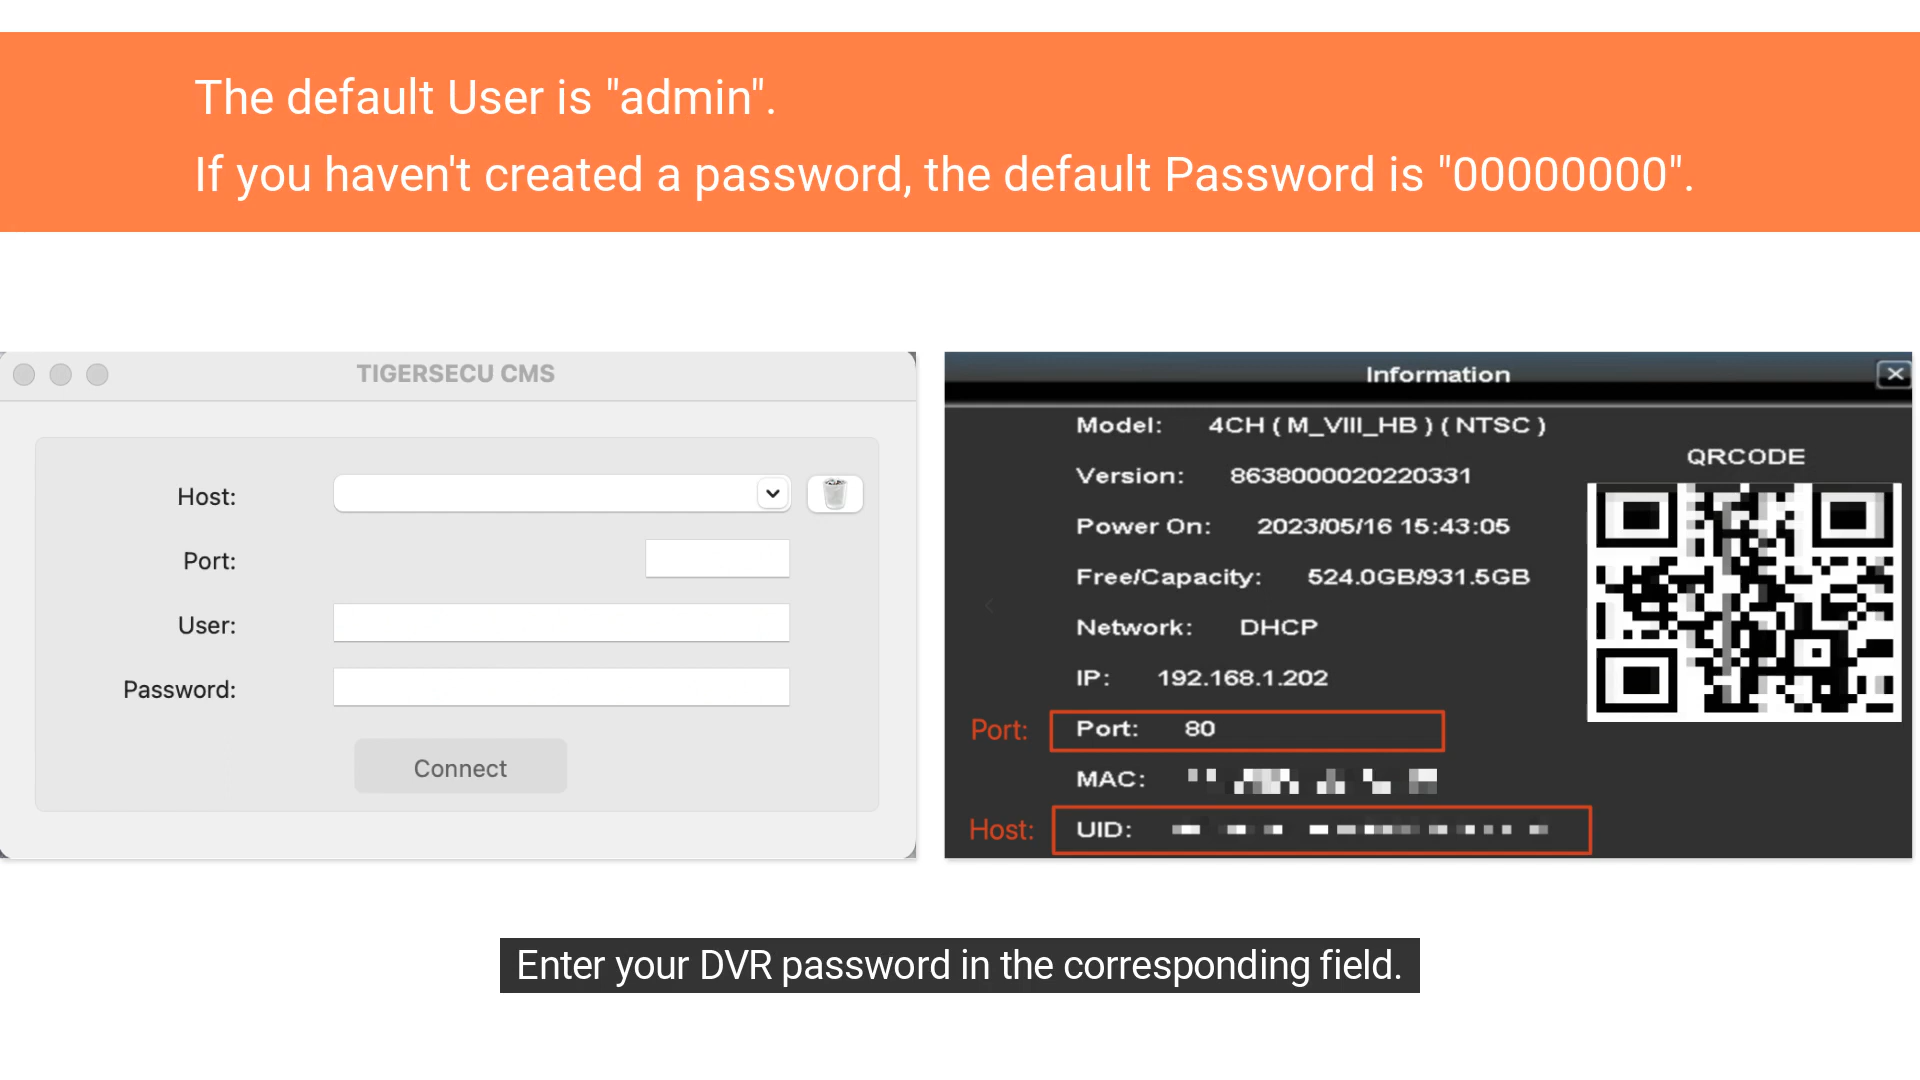 The default User is "admin".
If you haven't created a password, the default Password is "00000000".
TIGERSECU CMS
Host:
Port:
User:
Password:
Connect
Information
Model: 4CH ( M_VIII_HB ) ( NTSC )
QRCODE
Version: 8638000020220331
Power On: 2023/05/16 15:43:05
Free/Capacity: 524.0GB/931.5GB
Network: DHCP
IP: 192.168.1.202
Port: Port: 80
MAC:
Host: UID:
Enter your DVR password in the corresponding field.